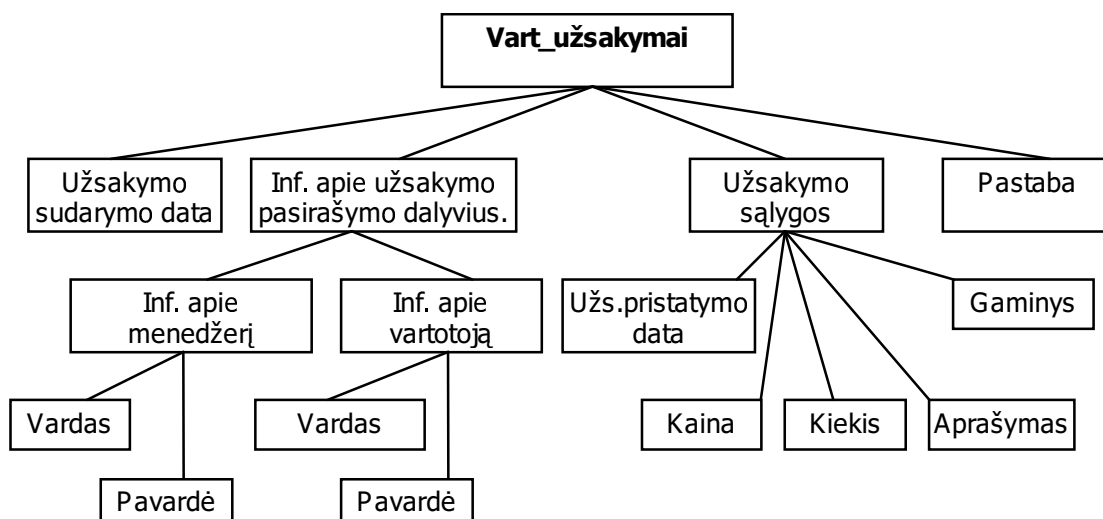 Vart_užsakymai
Užsakymo
sudarymo data
Inf. apie užsakymo
pasirašymo dalyvius.
Užsakymo
sąlygos
Pastaba
Inf. apie
menedžerį
Inf. apie
vartotoją
Užs.pristatymo
data
Gaminys
Vardas
Vardas
Kaina
Kiekis
Aprašymas
Pavardė
Pavardė